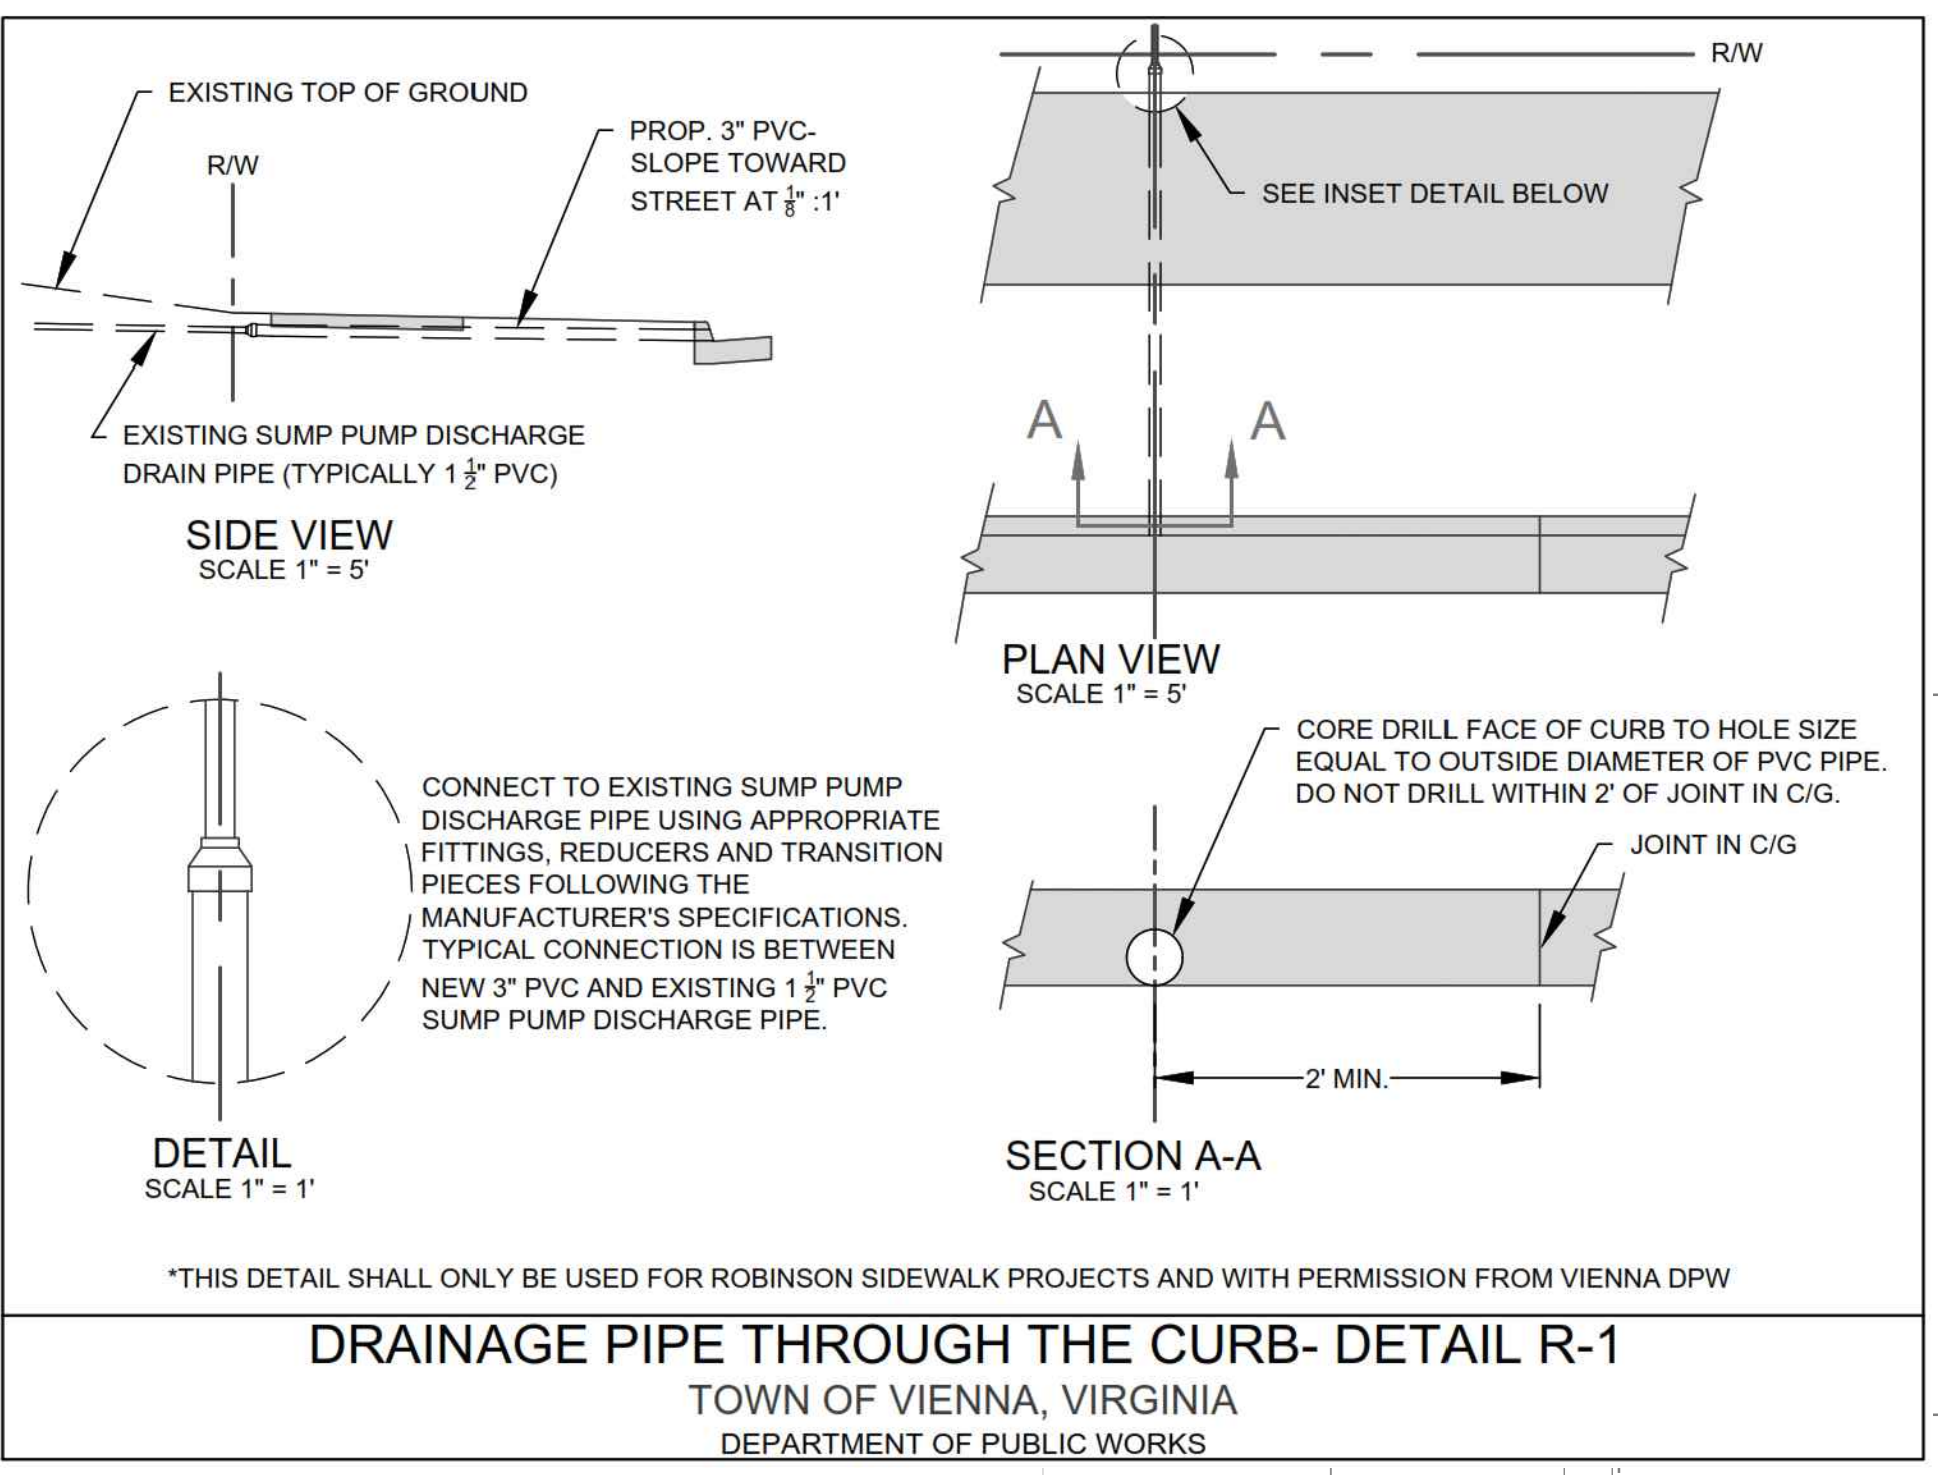 EXISTING TOP OF GROUND
R/W
PROP. 3" PVC-
SLOPE TOWARD
STREET AT 1/8" :1'
EXISTING SUMP PUMP DISCHARGE
DRAIN PIPE (TYPICALLY 1 1/2" PVC)
SIDE VIEW
SCALE 1" = 5'
R/W
SEE INSET DETAIL BELOW
A
A
PLAN VIEW
SCALE 1" = 5'
CONNECT TO EXISTING SUMP PUMP
DISCHARGE PIPE USING APPROPRIATE
FITTINGS, REDUCERS AND TRANSITION
PIECES FOLLOWING THE
MANUFACTURER'S SPECIFICATIONS.
TYPICAL CONNECTION IS BETWEEN
NEW 3" PVC AND EXISTING 1 1/2" PVC
SUMP PUMP DISCHARGE PIPE.
DETAIL
SCALE 1" = 1'
CORE DRILL FACE OF CURB TO HOLE SIZE
EQUAL TO OUTSIDE DIAMETER OF PVC PIPE.
DO NOT DRILL WITHIN 2' OF JOINT IN C/G.
JOINT IN C/G
2' MIN.
SECTION A-A
SCALE 1" = 1'
*THIS DETAIL SHALL ONLY BE USED FOR ROBINSON SIDEWALK PROJECTS AND WITH PERMISSION FROM VIENNA DPW
DRAINAGE PIPE THROUGH THE CURB- DETAIL R-1
TOWN OF VIENNA, VIRGINIA
DEPARTMENT OF PUBLIC WORKS